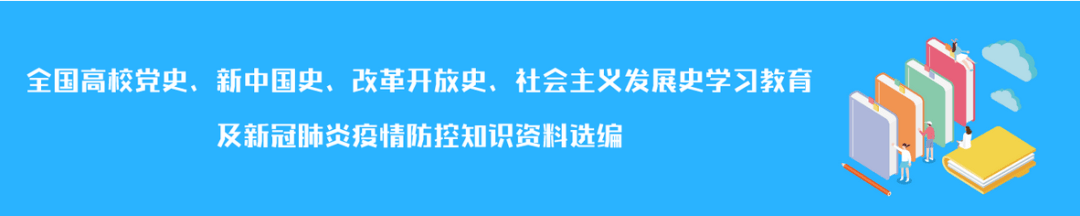 全国高校党史、新中国史、改革开放史、社会主义发展史学习教育
及新冠肺炎疫情防控知识资料选编